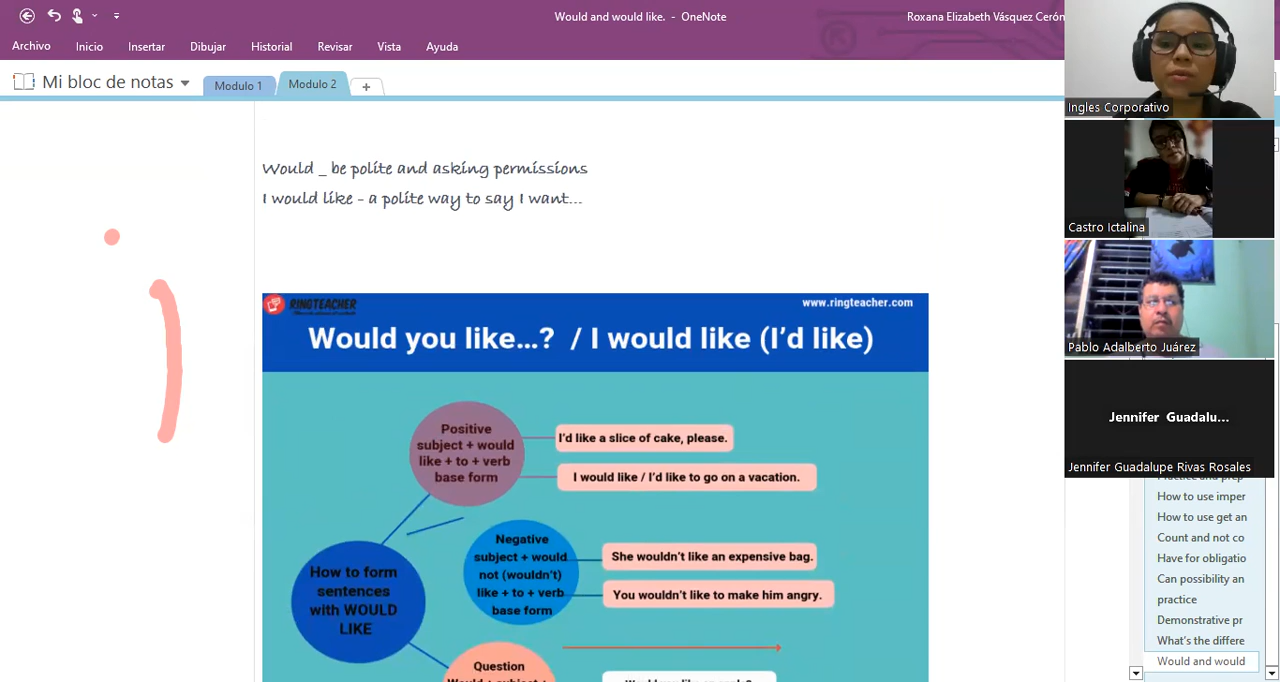 Would and would like. - OneNote
Roxana Elizabeth Vásquez Cerón
Archivo
Inicio
Insertar
Dibujar
Historial
Revisar
Vista
Ayuda
Mi bloc de notas
Modulo 1
Modulo 2
+
Would _ be polite and asking permissions
I would like - a polite way to say I want...
RINGTEACHER
www.ringteacher.com
Would you like...? / I would like (I'd like)
Positive
subject + would
like + to + verb
base form
I'd like a slice of cake, please.
I would like / I'd like to go on a vacation.
Negative
subject + would
not (wouldn't)
like + to + verb
base form
She wouldn't like an expensive bag.
You wouldn't like to make him angry.
How to form
sentences
with WOULD
LIKE
Question
Ingles Corporativo
Castro Ictalina
Pablo Adalberto Juárez
Jennifer Guadalu...
Jennifer Guadalupe Rivas Rosales
How to use imper
How to use get an
Count and not co
Have for obligatio
Can possibility an
practice
Demonstrative pr
What's the differe
Would and would